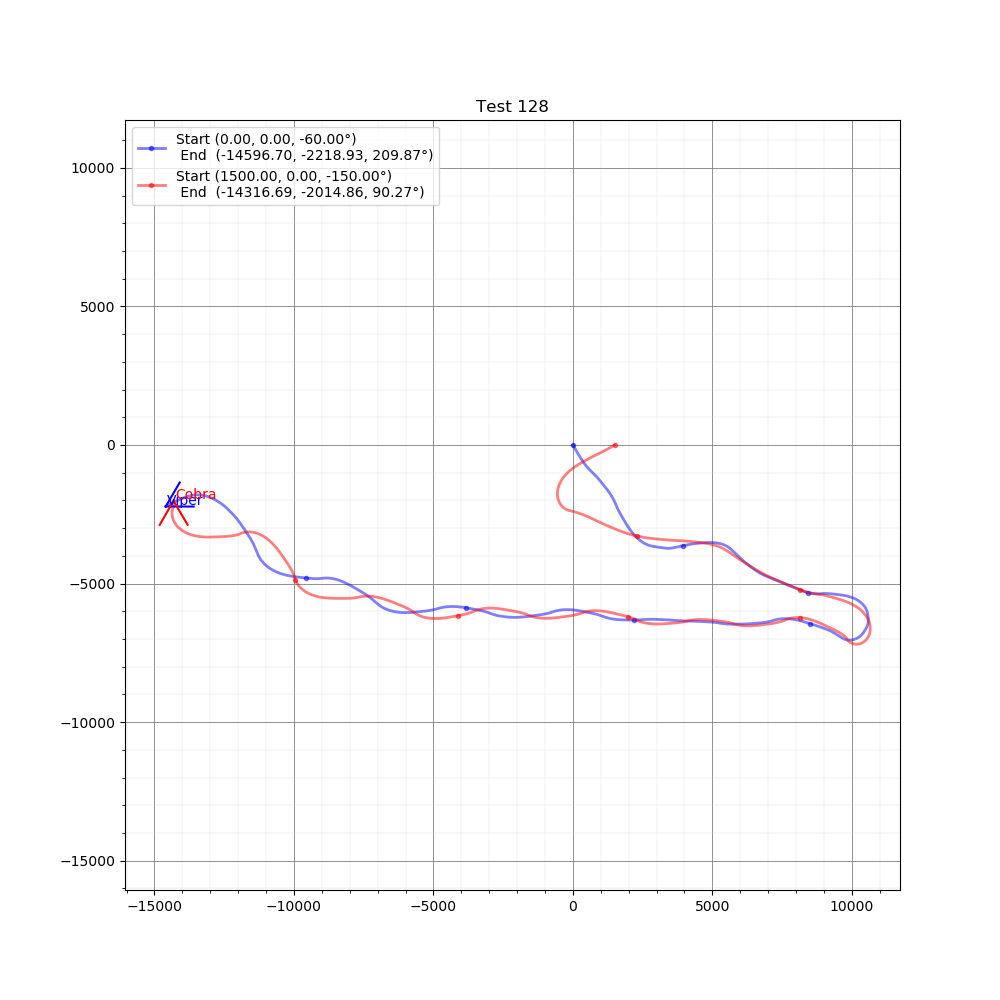 Test 128
Start (0.00, 0.00, -60.00°)
End (-14596.70, -2218.93, 209.87°)
Start (1500.00, 0.00, -150.00°)
End (-14316.69, -2014.86, 90.27°)
10000
5000
0
−5000
−10000
−15000
Cobra
Viper
−15000
−10000
−5000
0
5000
10000